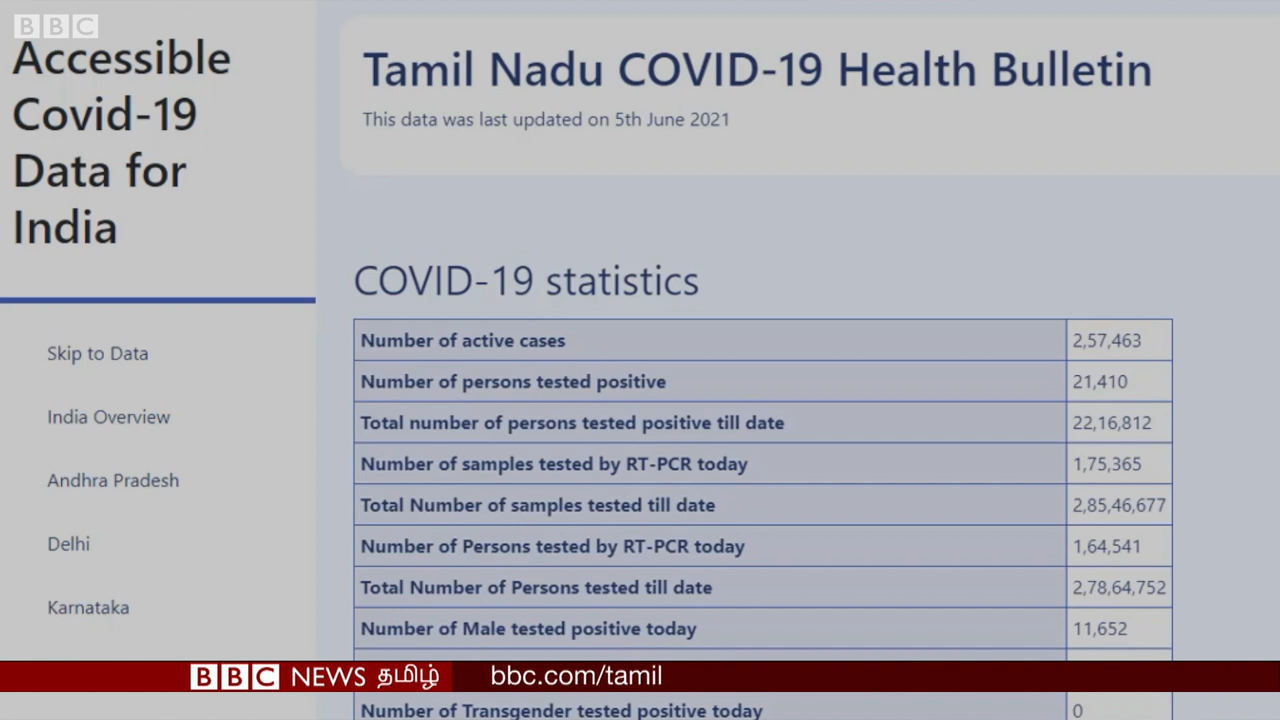 BBC
Accessible
Covid-19
Data for
India
Skip to Data
India Overview
Andhra Pradesh
Delhi
Karnataka
Tamil Nadu COVID-19 Health Bulletin
This data was last updated on 5th June 2021
COVID-19 statistics
Number of active cases 2,57,463
Number of persons tested positive 21,410
Total number of persons tested positive till date 22,16,812
Number of samples tested by RT-PCR today 1,75,365
Total Number of samples tested till date 2,85,46,677
Number of Persons tested by RT-PCR today 1,64,541
Total Number of Persons tested till date 2,78,64,752
Number of Male tested positive today 11,652
BBC NEWS தமிழ் bbc.com/tamil
Number of Transgender tested positive today 0